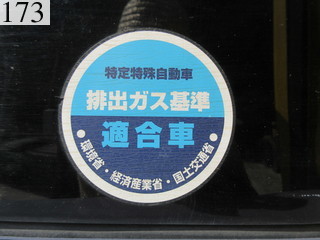 173
特定特殊自動車
排出ガス基準
適合車
・環境省・経済産業省・国土交通省・